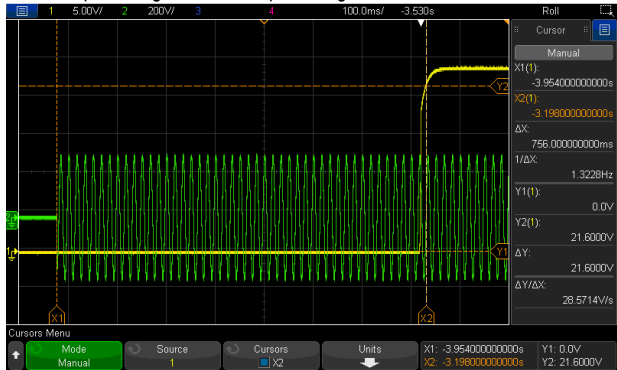 1 5.00V/ 2 200V/ 3 4 100.0ms/ -3.530s Roll
Cursor
Manual
X1(1):
-3.954000000000s
X2(1):
-3.198000000000s
ΔX:
756.000000000ms
1/ΔX:
1.3228Hz
Y1(1):
0.0V
Y2(1):
21.6000V
ΔY:
21.6000V
ΔY/ΔX:
28.5714V/s
Y2
2
1
Y1
X1 X2
Cursors Menu
Mode
Manual
Source
1
Cursors
X2
Units
X1: -3.954000000000s Y1: 0.0V
X2: -3.198000000000s Y2: 21.6000V